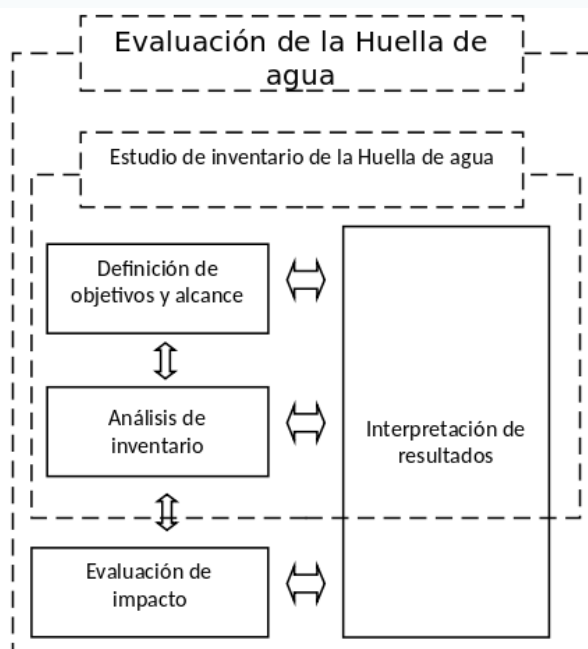 Evaluación de la Huella de
agua
Estudio de inventario de la Huella de agua
Definición de
objetivos y alcance
Análisis de
inventario
Interpretación de
resultados
Evaluación de
impacto